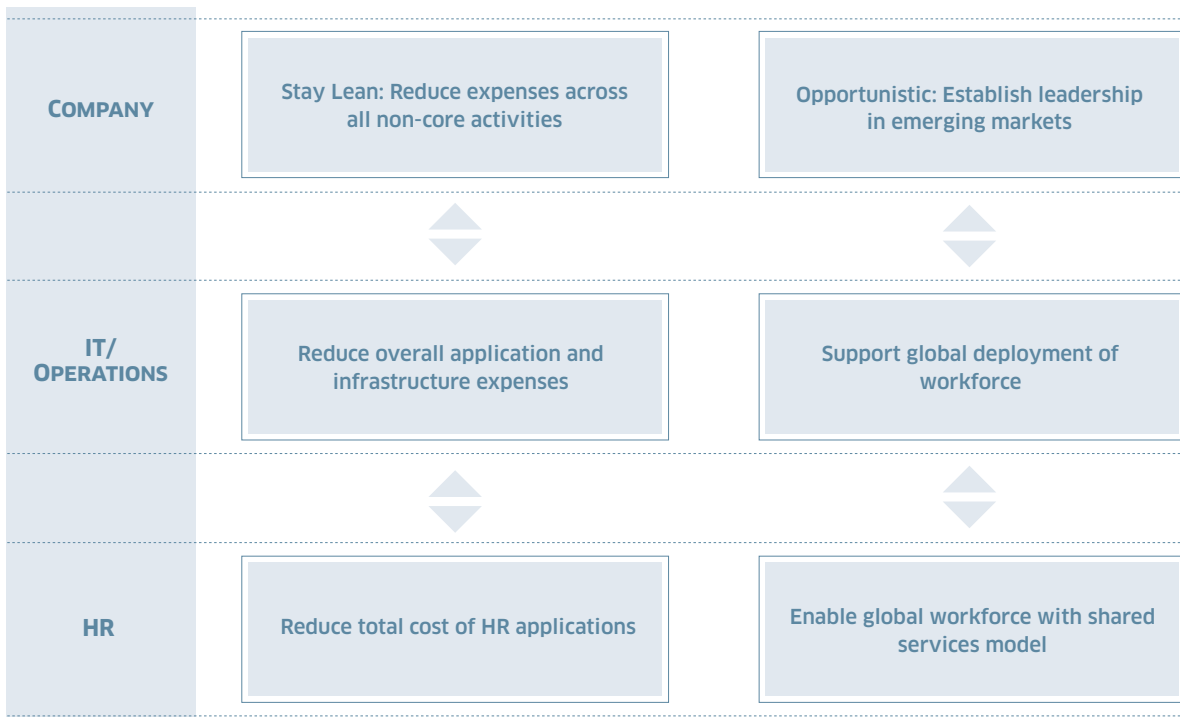 COMPANY
Stay Lean: Reduce expenses across
all non-core activities
Opportunistic: Establish leadership
in emerging markets
IT/
OPERATIONS
Reduce overall application and
infrastructure expenses
Support global deployment of
workforce
HR
Reduce total cost of HR applications
Enable global workforce with shared
services model